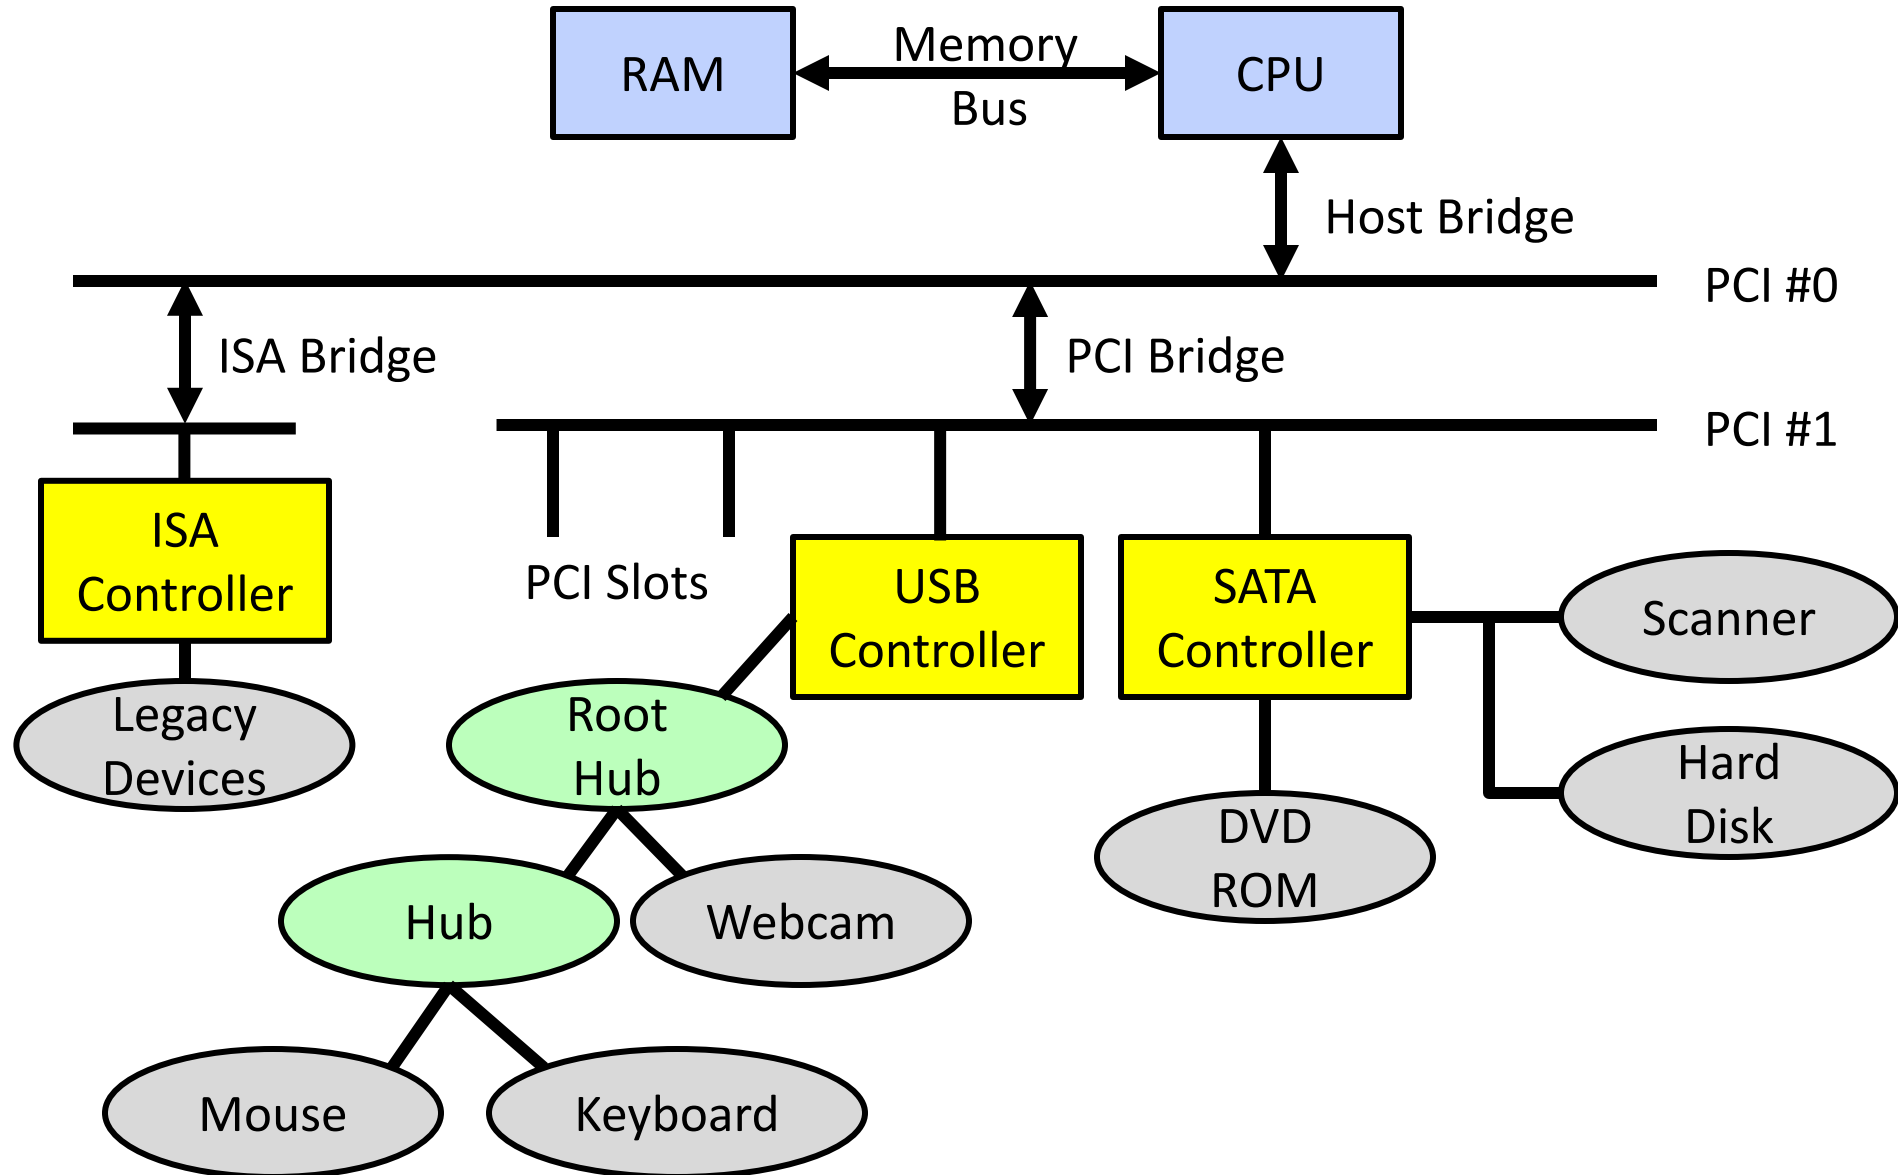 RAM
Memory
Bus
CPU
Host Bridge
PCI #0
ISA Bridge
PCI Bridge
PCI #1
ISA
Controller
PCI Slots
USB
Controller
SATA
Controller
Scanner
Legacy
Devices
Root
Hub
Hard
Disk
DVD
ROM
Hub
Webcam
Mouse
Keyboard